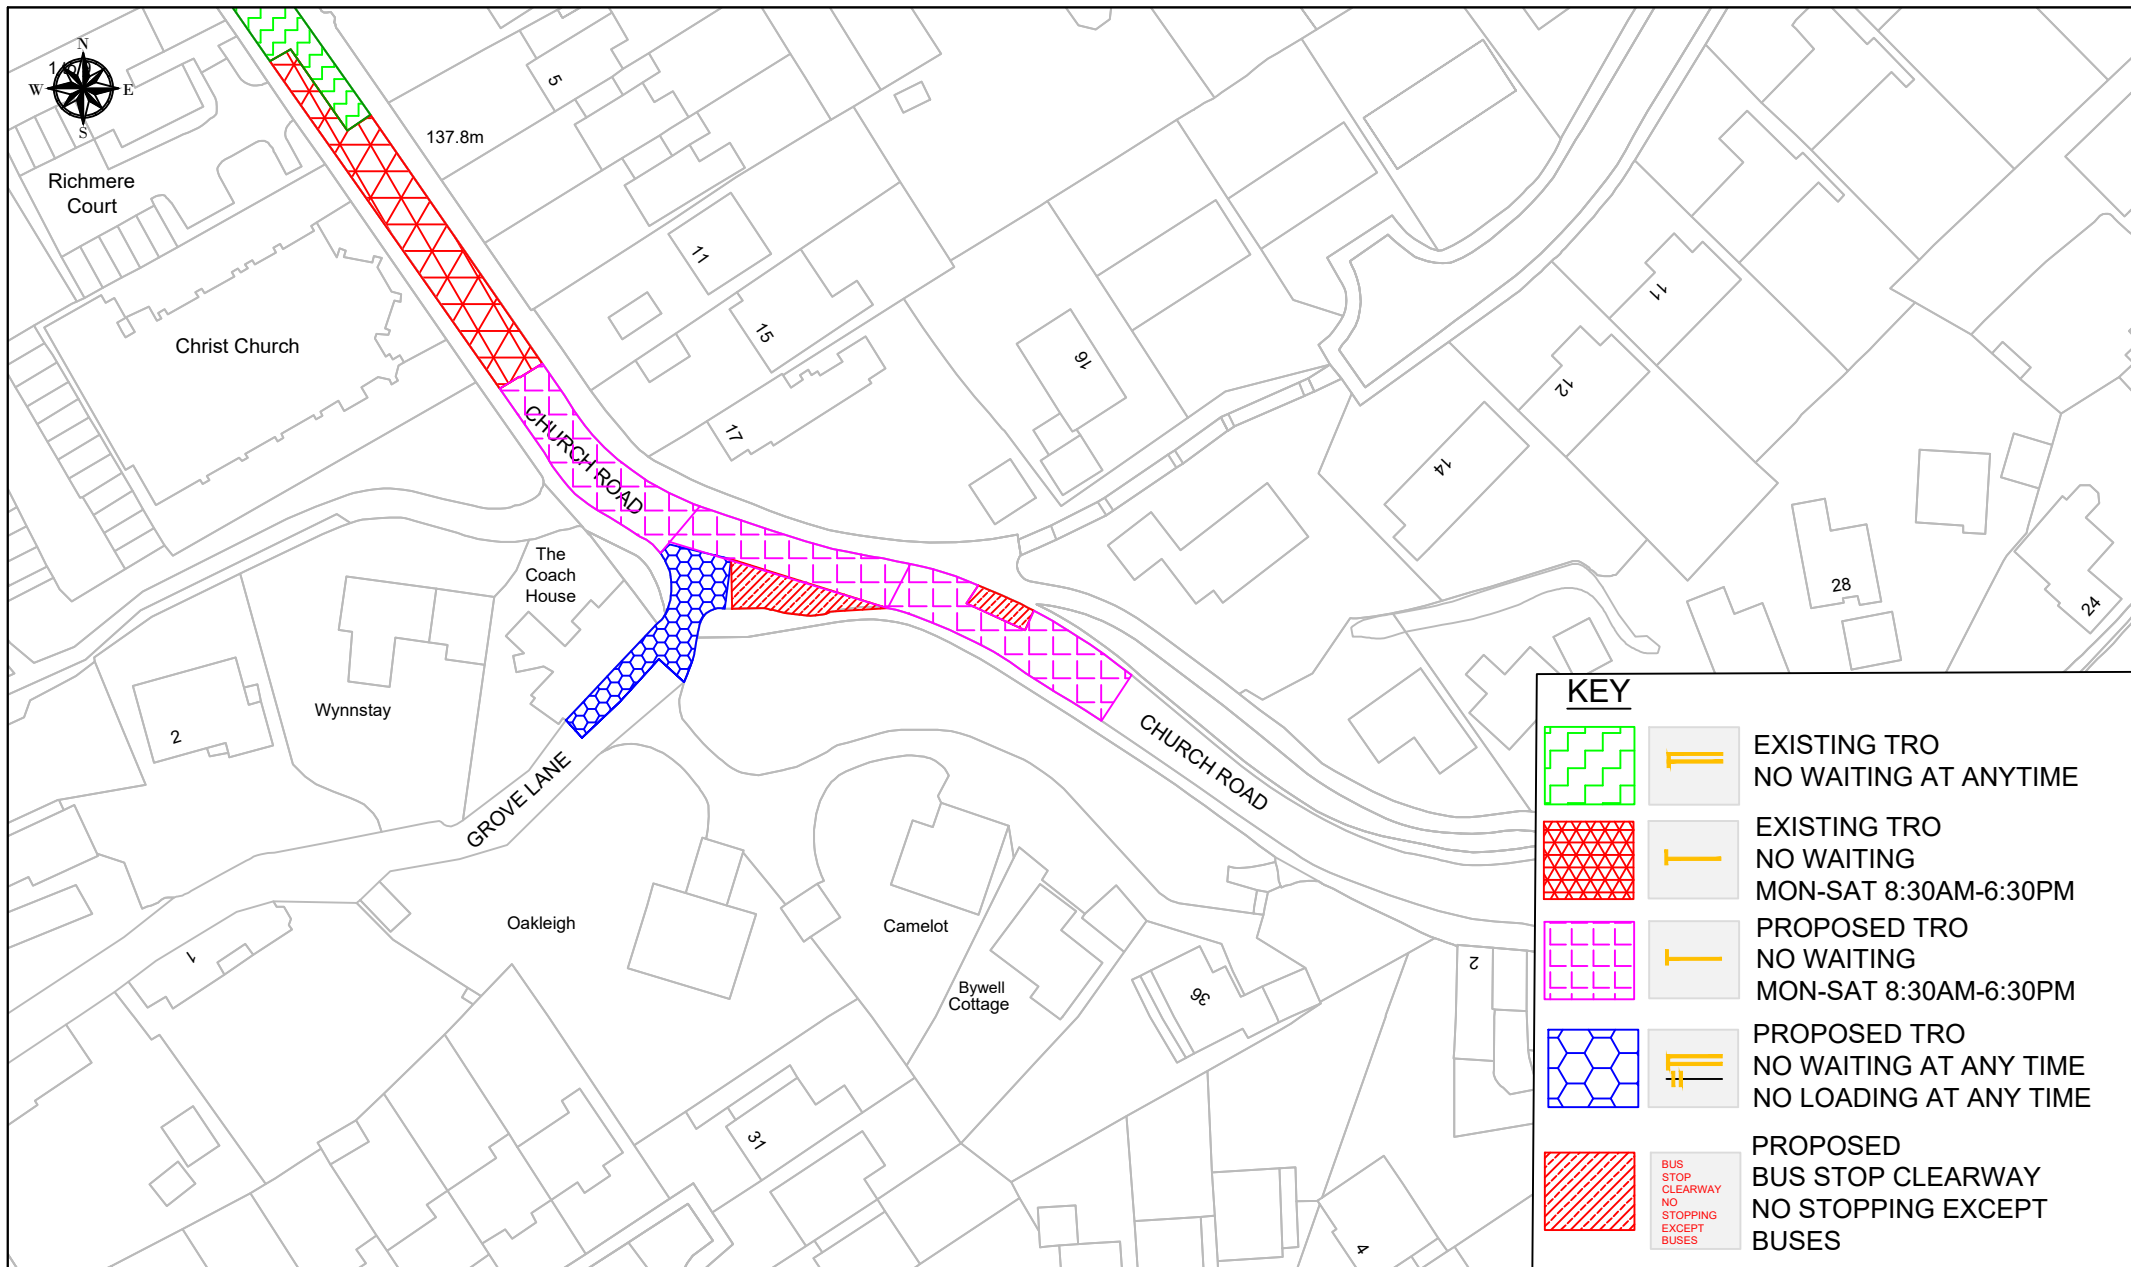 N
W
E
S
5
137.8m
Richmere
Court
11
15
Christ Church
16
17
11
12
14
CHURCH ROAD
The
Coach
House
28
24
Wynnstay
2
GROVE LANE
CHURCH ROAD
Oakleigh
Camelot
Bywell
Cottage
36
1
2
31
4
KEY
EXISTING TRO
NO WAITING AT ANYTIME
EXISTING TRO
NO WAITING
MON-SAT 8:30AM-6:30PM
PROPOSED TRO
NO WAITING
MON-SAT 8:30AM-6:30PM
PROPOSED TRO
NO WAITING AT ANY TIME
NO LOADING AT ANY TIME
BUS
STOP
CLEARWAY
NO
STOPPING
EXCEPT
BUSES
PROPOSED
BUS STOP CLEARWAY
NO STOPPING EXCEPT
BUSES